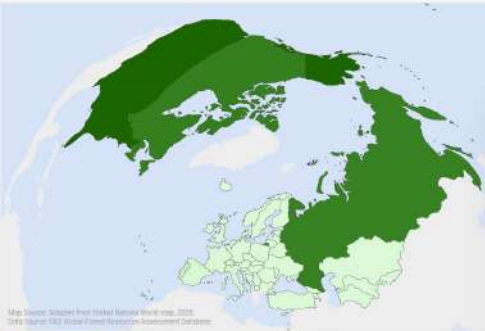 Map Source: Adapted from United Nations World map, 2020.
Data Source: FAO Global Forest Resources Assessment Database